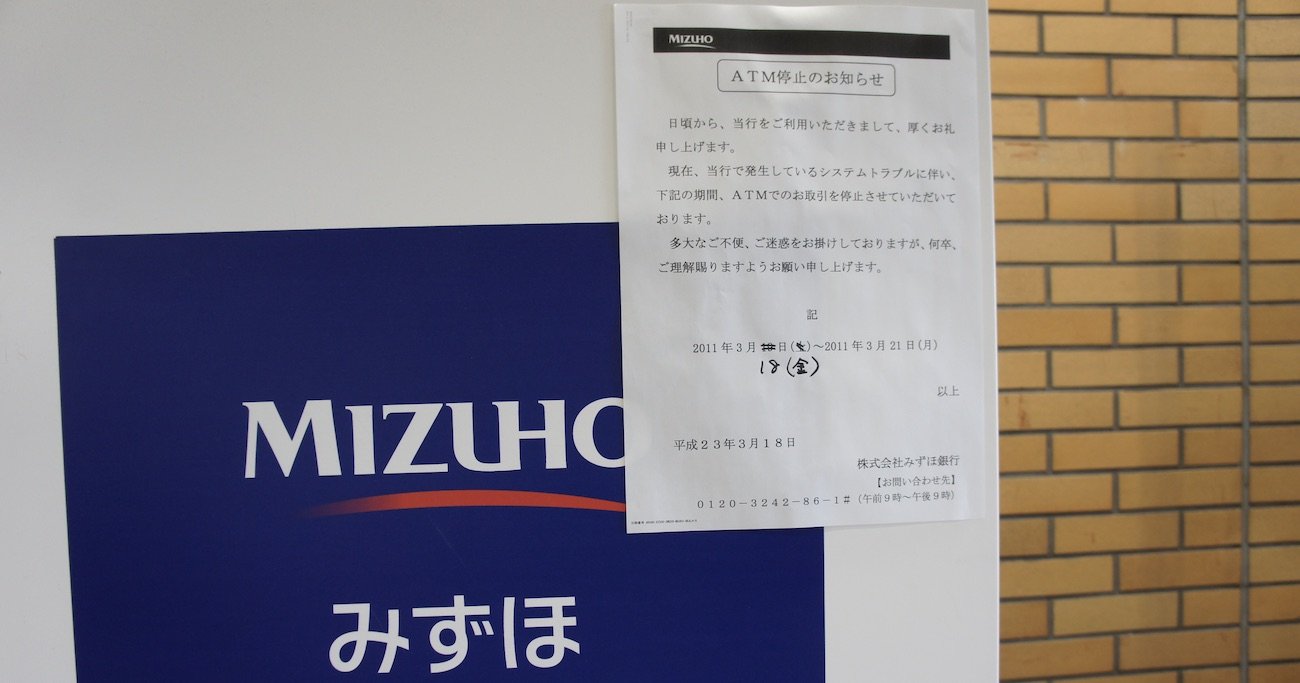 MIZUHO
ATM停止のお知らせ
日頃から、当行をご利用いただきまして、厚くお礼
申し上げます。
現在、当行で発生しているシステムトラブルに伴い、
下記の期間、ATMでのお取引を停止させていただいて
おります。
多大なご不便、ご迷惑をお掛けしておりますが、何卒、
ご理解賜りますようお願い申し上げます。
記
2011年3月 日( )~2011年3月21日(月)
18(金)
以上
平成23年3月18日
株式会社みずほ銀行
【お問い合わせ先】
0120-3242-86-1#(午前9時~午後9時)
MIZUHO
みずほ